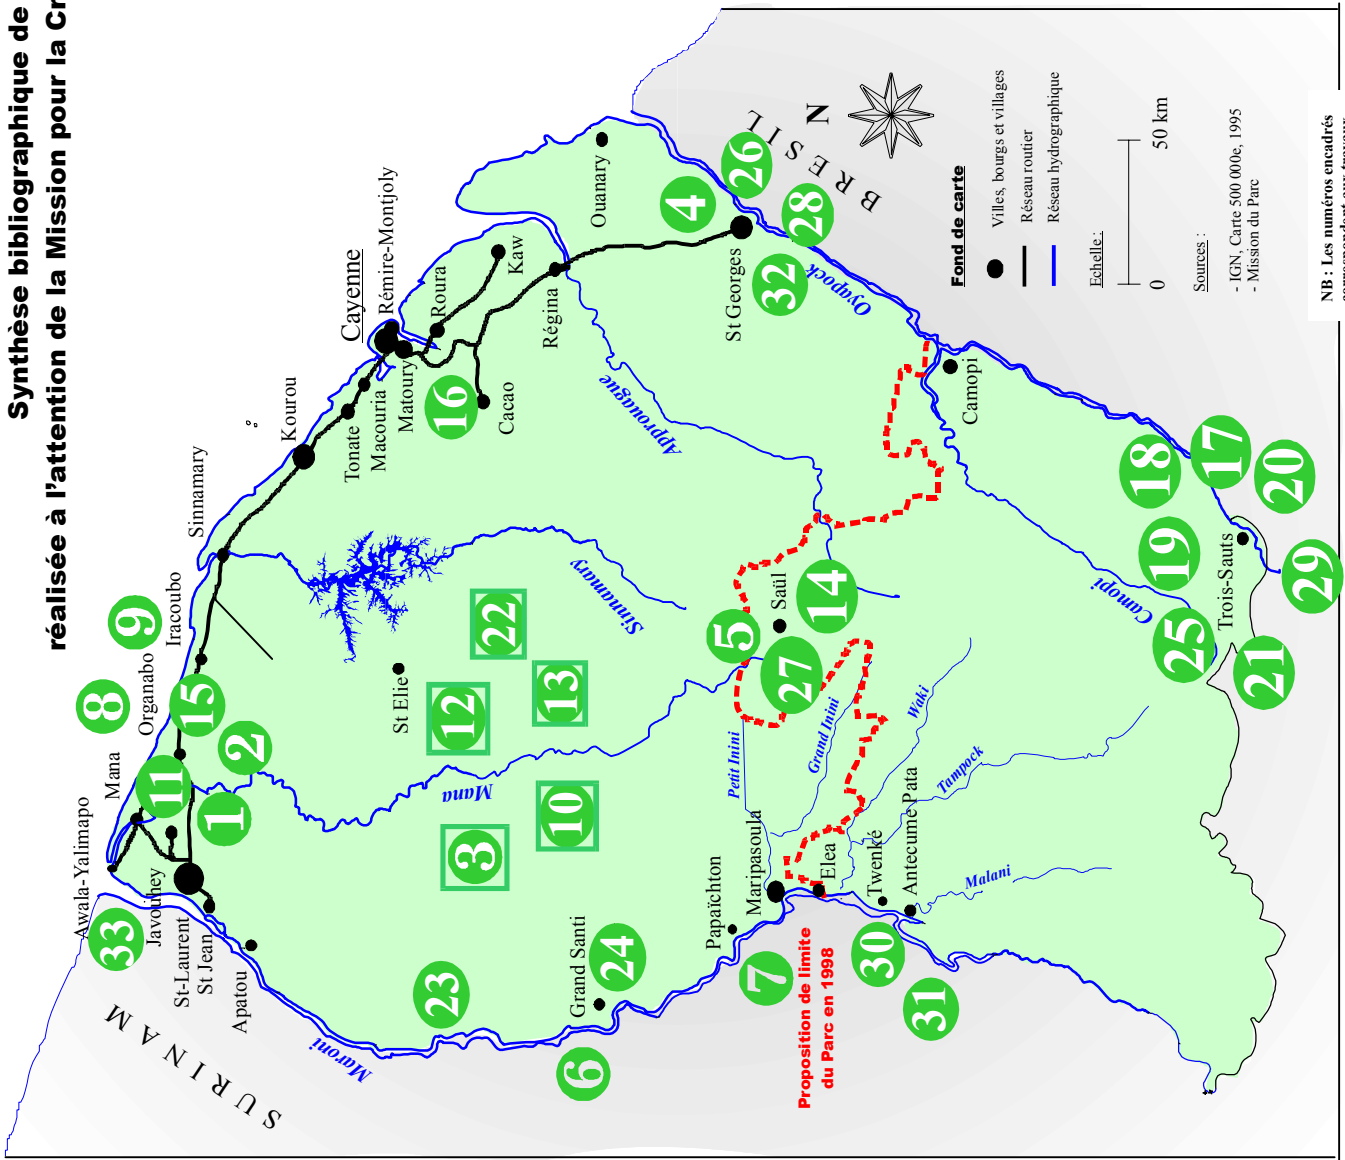 Synthèse bibliographique de
réalisée à l'attention de la Mission pour la Cr
SURINAM
BRESIL
N
Awala-Yalimapo
Mana
Organabo
Iracoubo
Sinnamary
Kourou
Tonate
Macouria
Matoury
Cayenne
Rémire-Montjoly
Roura
Kaw
Cacao
Régina
Ouanary
St Georges
Camopi
Trois-Sauts
Saül
St Elie
Javouhey
St-Laurent
St Jean
Apatou
Grand Santi
Papaïchton
Maripasoula
Elea
Twenké
Antecume Pata
Maroni
Mana
Sinnamary
Approuague
Oyapock
Camopi
Petit Inini
Grand Inini
Waki
Tampock
Malani
33
8
9
11
15
1
2
3
10
12
13
22
16
4
26
28
32
23
6
24
7
30
31
5
27
14
18
17
20
19
25
21
29
Proposition de limite
du Parc en 1998
Fond de carte
Villes, bourgs et villages
Réseau routier
Réseau hydrographique
Echelle :
0
50 km
Sources :
- IGN, Carte 500 000e, 1995
- Mission du Parc
NB : Les numéros encadrés